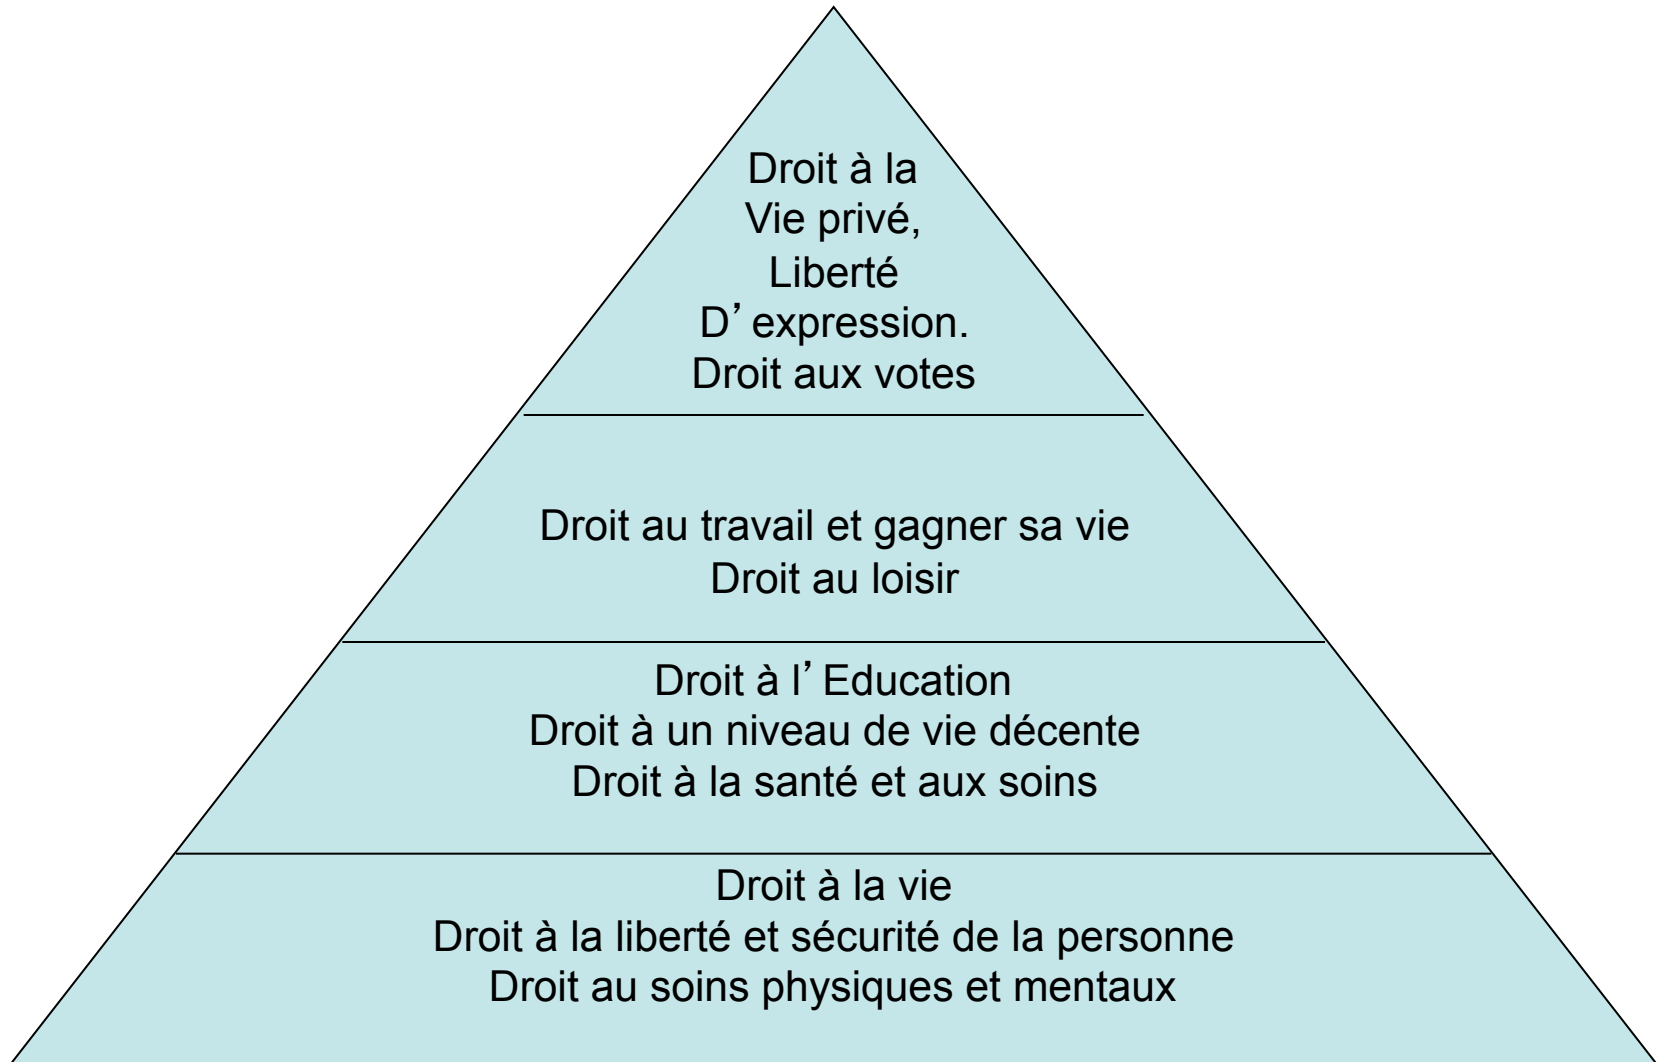 Droit à la
Vie privé,
Liberté
D’expression.
Droit aux votes
Droit au travail et gagner sa vie
Droit au loisir
Droit à l’Education
Droit à un niveau de vie décente
Droit à la santé et aux soins
Droit à la vie
Droit à la liberté et sécurité de la personne
Droit au soins physiques et mentaux